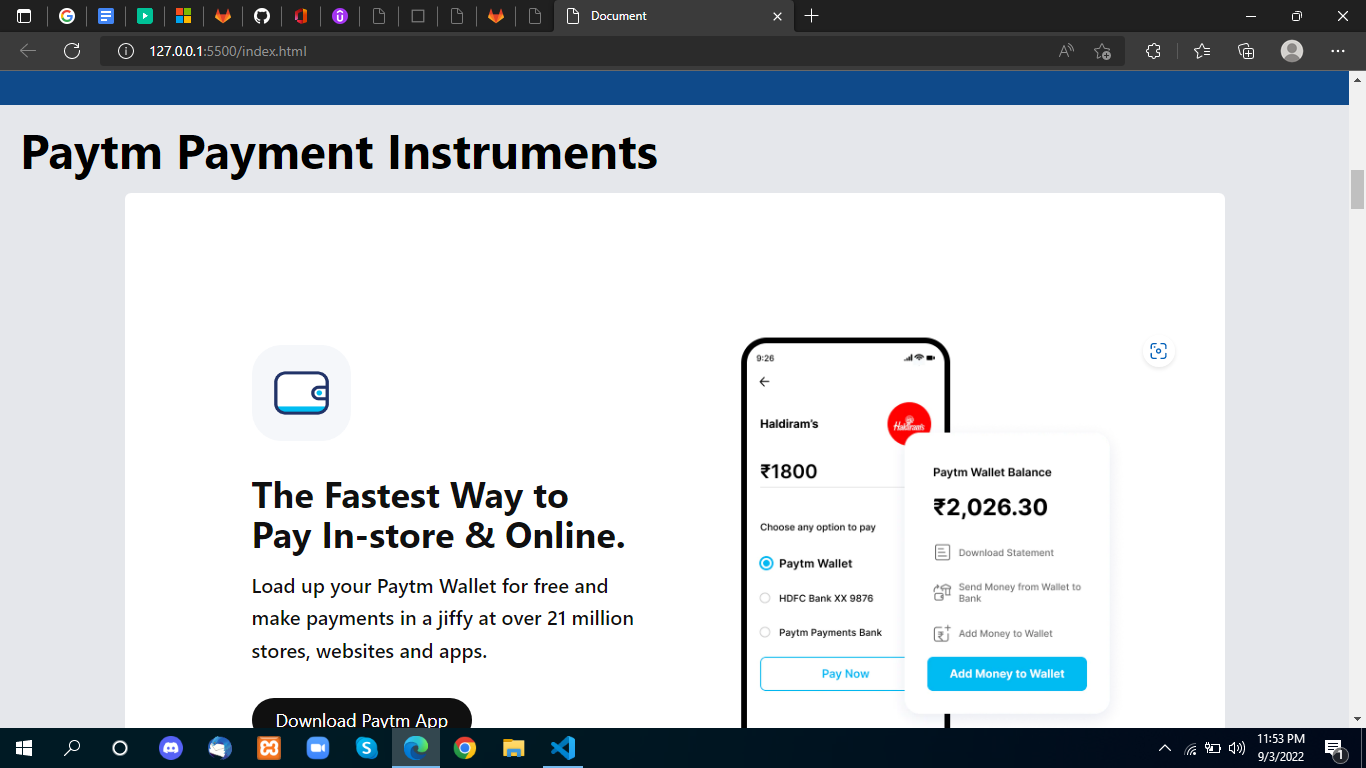 Document
127.0.0.1:5500/index.html
Paytm Payment Instruments
9:26
Haldiram's
Haldiram's
₹1800
Choose any option to pay
Paytm Wallet
HDFC Bank XX 9876
Paytm Payments Bank
Pay Now
Paytm Wallet Balance
₹2,026.30
Download Statement
Send Money from Wallet to
Bank
Add Money to Wallet
Add Money to Wallet
The Fastest Way to
Pay In-store & Online.
Load up your Paytm Wallet for free and
make payments in a jiffy at over 21 million
stores, websites and apps.
Download Paytm App
11:53 PM
9/3/2022
1